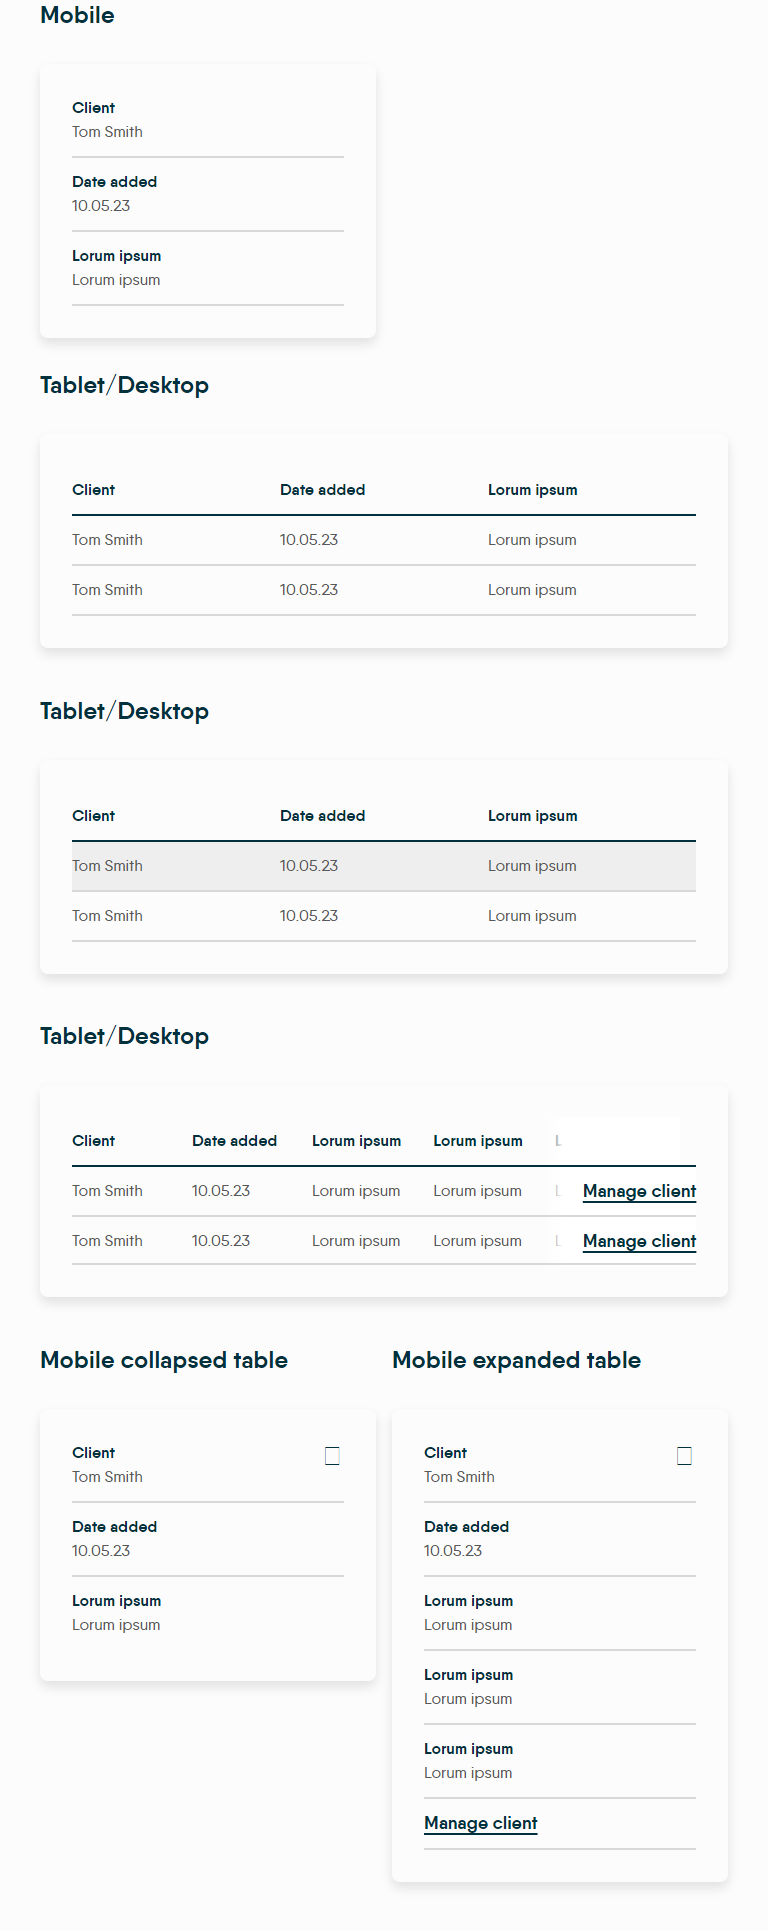 Mobile
Client
Tom Smith
Date added
10.05.23
Lorum ipsum
Lorum ipsum
Tablet/Desktop
Client Date added Lorum ipsum
Tom Smith 10.05.23 Lorum ipsum
Tom Smith 10.05.23 Lorum ipsum
Tablet/Desktop
Client Date added Lorum ipsum
Tom Smith 10.05.23 Lorum ipsum
Tom Smith 10.05.23 Lorum ipsum
Tablet/Desktop
Client Date added Lorum ipsum Lorum ipsum L
Tom Smith 10.05.23 Lorum ipsum Lorum ipsum L Manage client
Tom Smith 10.05.23 Lorum ipsum Lorum ipsum L Manage client
Mobile collapsed table
Client
Tom Smith
Date added
10.05.23
Lorum ipsum
Lorum ipsum
Mobile expanded table
Client
Tom Smith
Date added
10.05.23
Lorum ipsum
Lorum ipsum
Lorum ipsum
Lorum ipsum
Lorum ipsum
Lorum ipsum
Manage client